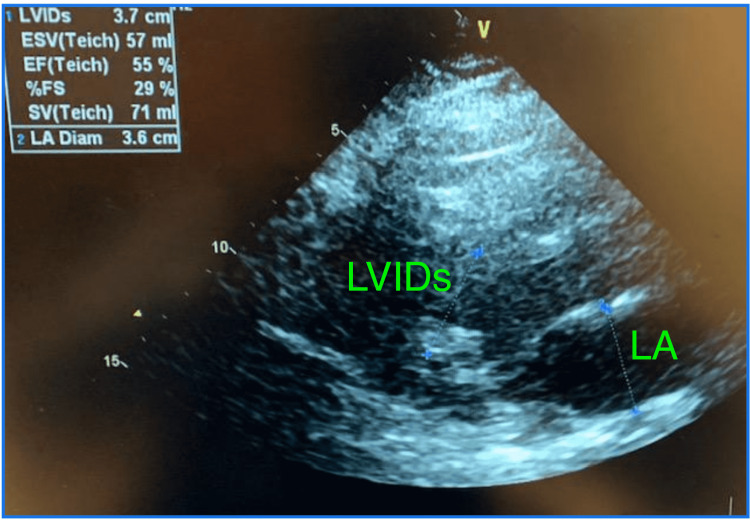 1 LVIDs 3.7 cm
ESV(Teich) 57 ml
EF(Teich) 55 %
%FS 29 %
SV(Teich) 71 ml
2 LA Diam 3.6 cm
V
5
10
LVIDs
LA
15